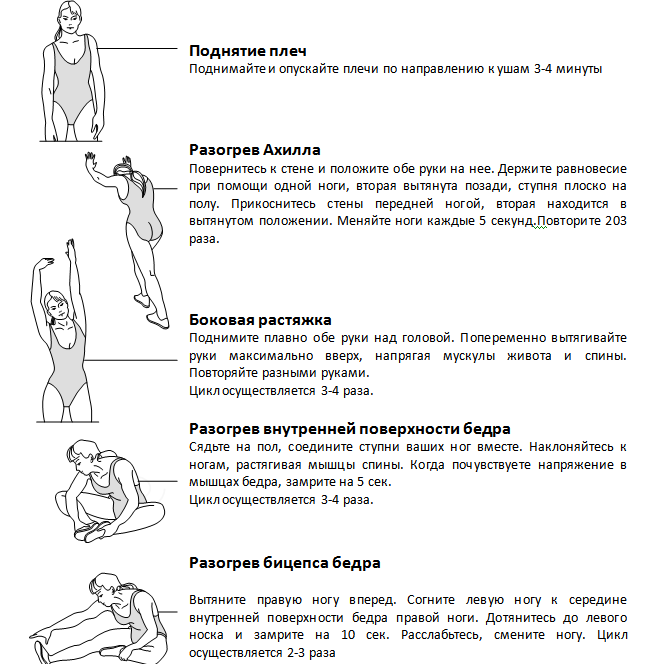 Поднятие плеч
Поднимайте и опускайте плечи по направлению к ушам 3-4 минуты
Разогрев Ахилла
Повернитесь к стене и положите обе руки на нее. Держите равновесие
при помощи одной ноги, вторая вытянута позади, ступня плоско на
полу. Прикоснитесь стены передней ногой, вторая находится в
вытянутом положении. Меняйте ноги каждые 5 секунд.Повторите 203
раза.
Боковая растяжка
Поднимите плавно обе руки над головой. Попеременно вытягивайте
руки максимально вверх, напрягая мускулы живота и спины.
Повторяйте разными руками.
Цикл осуществляется 3-4 раза.
Разогрев внутренней поверхности бедра
Сядьте на пол, соедините ступни ваших ног вместе. Наклоняйтесь к
ногам, растягивая мышцы спины. Когда почувствуете напряжение в
мышцах бедра, замрите на 5 сек.
Цикл осуществляется 3-4 раза.
Разогрев бицепса бедра
Вытяните правую ногу вперед. Согните левую ногу к середине
внутренней поверхности бедра правой ноги. Дотянитесь до левого
носка и замрите на 10 сек. Расслабьтесь, смените ногу. Цикл
осуществляется 2-3 раза